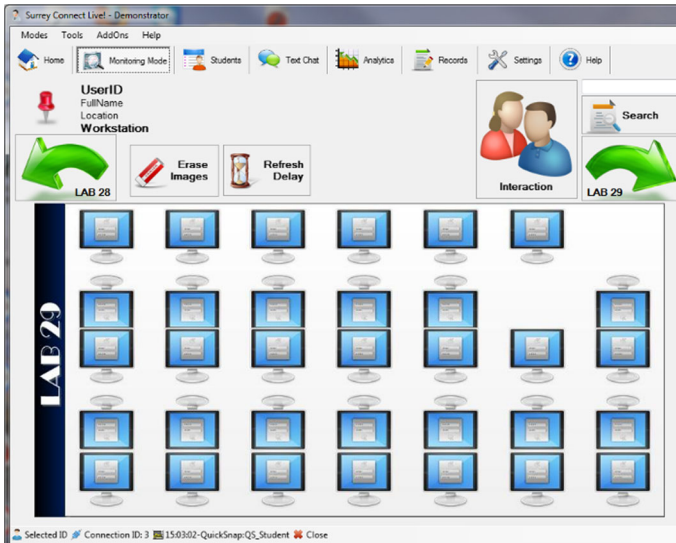 Surrey Connect Live! - Demonstrator
Modes Tools AddOns Help
Home Monitoring Mode Students Text Chat Analytics Records Settings Help
UserID
FullName
Location
Workstation
Search
LAB 28
Erase Images
Refresh Delay
Interaction
LAB 29
LAB 29
Selected ID Connection ID: 3 15:03:02-QuickSnap:QS_Student Close